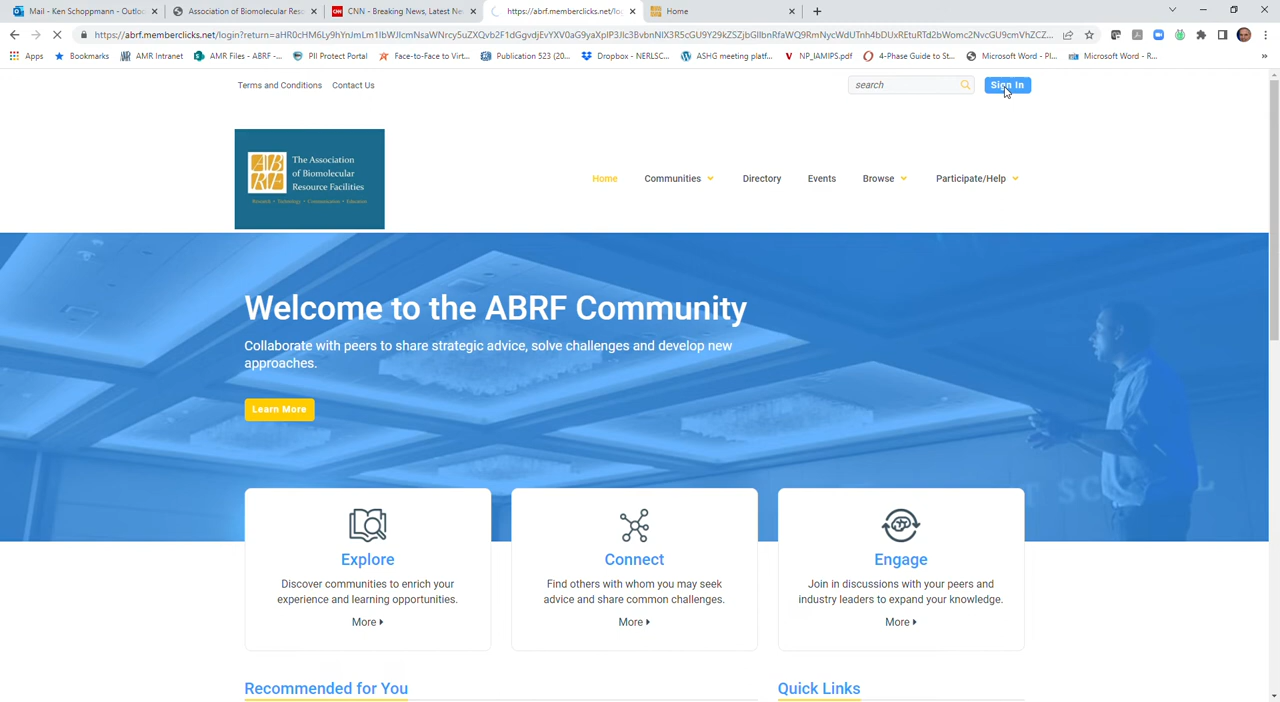 Mail - Ken Schoppmann - Outloo
Association of Biomolecular Reso
CNN - Breaking News, Latest Ne
https://abrf.memberclicks.net/log
Home
Apps
Bookmarks
AMR Intranet
AMR Files - ABRF -...
PII Protect Portal
Face-to-Face to Virt...
Publication 523 (20...
Dropbox - NERLSC...
ASHG meeting platf...
NP_IAMIPS.pdf
4-Phase Guide to St...
Microsoft Word - Pl...
Microsoft Word - R...
Terms and Conditions
Contact Us
search
Sign In
The Association
of Biomolecular
Resource Facilities
Research • Technology • Communication • Education
Home
Communities
Directory
Events
Browse
Participate/Help
Welcome to the ABRF Community
Collaborate with peers to share strategic advice, solve challenges and develop new
approaches.
Learn More
Explore
Discover communities to enrich your
experience and learning opportunities.
More
Connect
Find others with whom you may seek
advice and share common challenges.
More
Engage
Join in discussions with your peers and
industry leaders to expand your knowledge.
More
Recommended for You
Quick Links